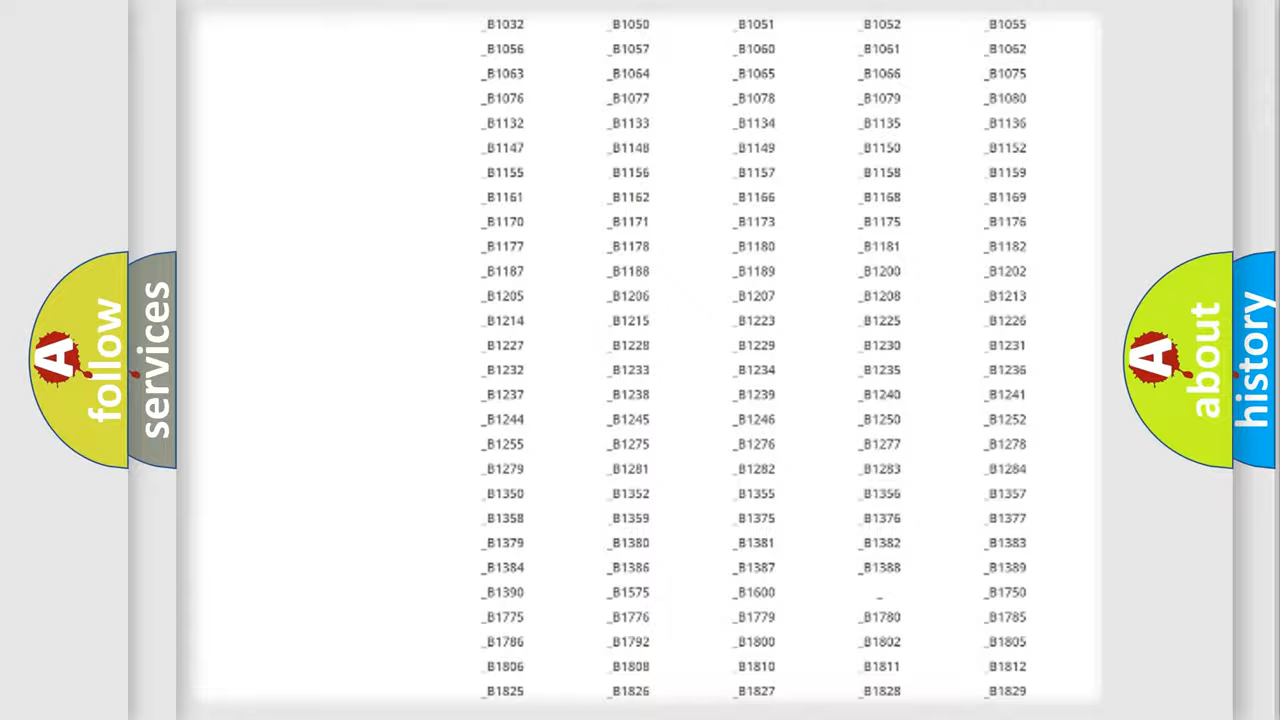 _B1032 _B1050 _B1051 _B1052 _B1055
_B1056 _B1057 _B1060 _B1061 _B1062
_B1063 _B1064 _B1065 _B1066 _B1075
_B1076 _B1077 _B1078 _B1079 _B1080
_B1132 _B1133 _B1134 _B1135 _B1136
_B1147 _B1148 _B1149 _B1150 _B1152
_B1155 _B1156 _B1157 _B1158 _B1159
_B1161 _B1162 _B1166 _B1168 _B1169
_B1170 _B1171 _B1173 _B1175 _B1176
_B1177 _B1178 _B1180 _B1181 _B1182
_B1187 _B1188 _B1189 _B1200 _B1202
_B1205 _B1206 _B1207 _B1208 _B1213
_B1214 _B1215 _B1223 _B1225 _B1226
_B1227 _B1228 _B1229 _B1230 _B1231
_B1232 _B1233 _B1234 _B1235 _B1236
_B1237 _B1238 _B1239 _B1240 _B1241
_B1244 _B1245 _B1246 _B1250 _B1252
_B1255 _B1275 _B1276 _B1277 _B1278
_B1279 _B1281 _B1282 _B1283 _B1284
_B1350 _B1352 _B1355 _B1356 _B1357
_B1358 _B1359 _B1375 _B1376 _B1377
_B1379 _B1380 _B1381 _B1382 _B1383
_B1384 _B1386 _B1387 _B1388 _B1389
_B1390 _B1575 _B1600 _ _B1750
_B1775 _B1776 _B1779 _B1780 _B1785
_B1786 _B1792 _B1800 _B1802 _B1805
_B1806 _B1808 _B1810 _B1811 _B1812
_B1825 _B1826 _B1827 _B1828 _B1829
A
follow
services
A
about
history